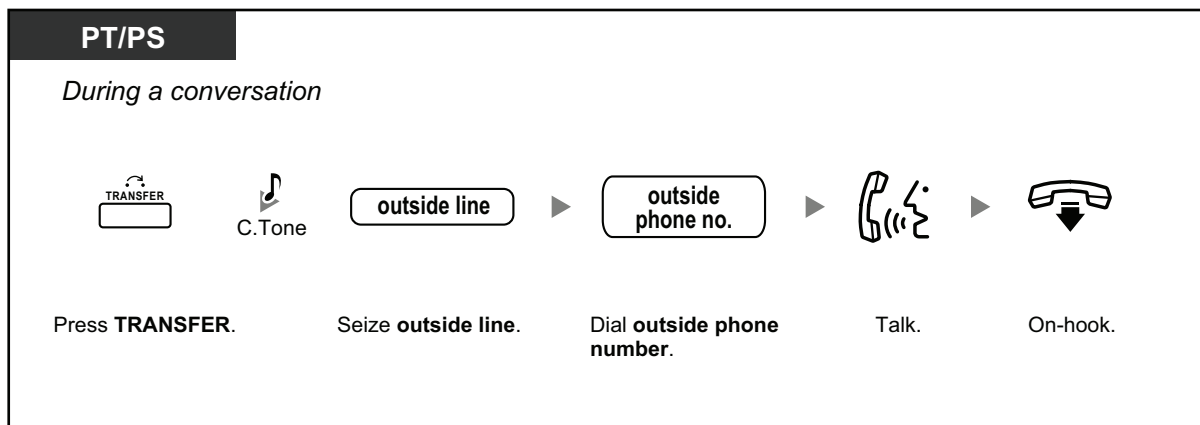 PT/PS
During a conversation
TRANSFER
C.Tone
outside line
outside
phone no.
Press TRANSFER.
Seize outside line.
Dial outside phone
number.
Talk.
On-hook.